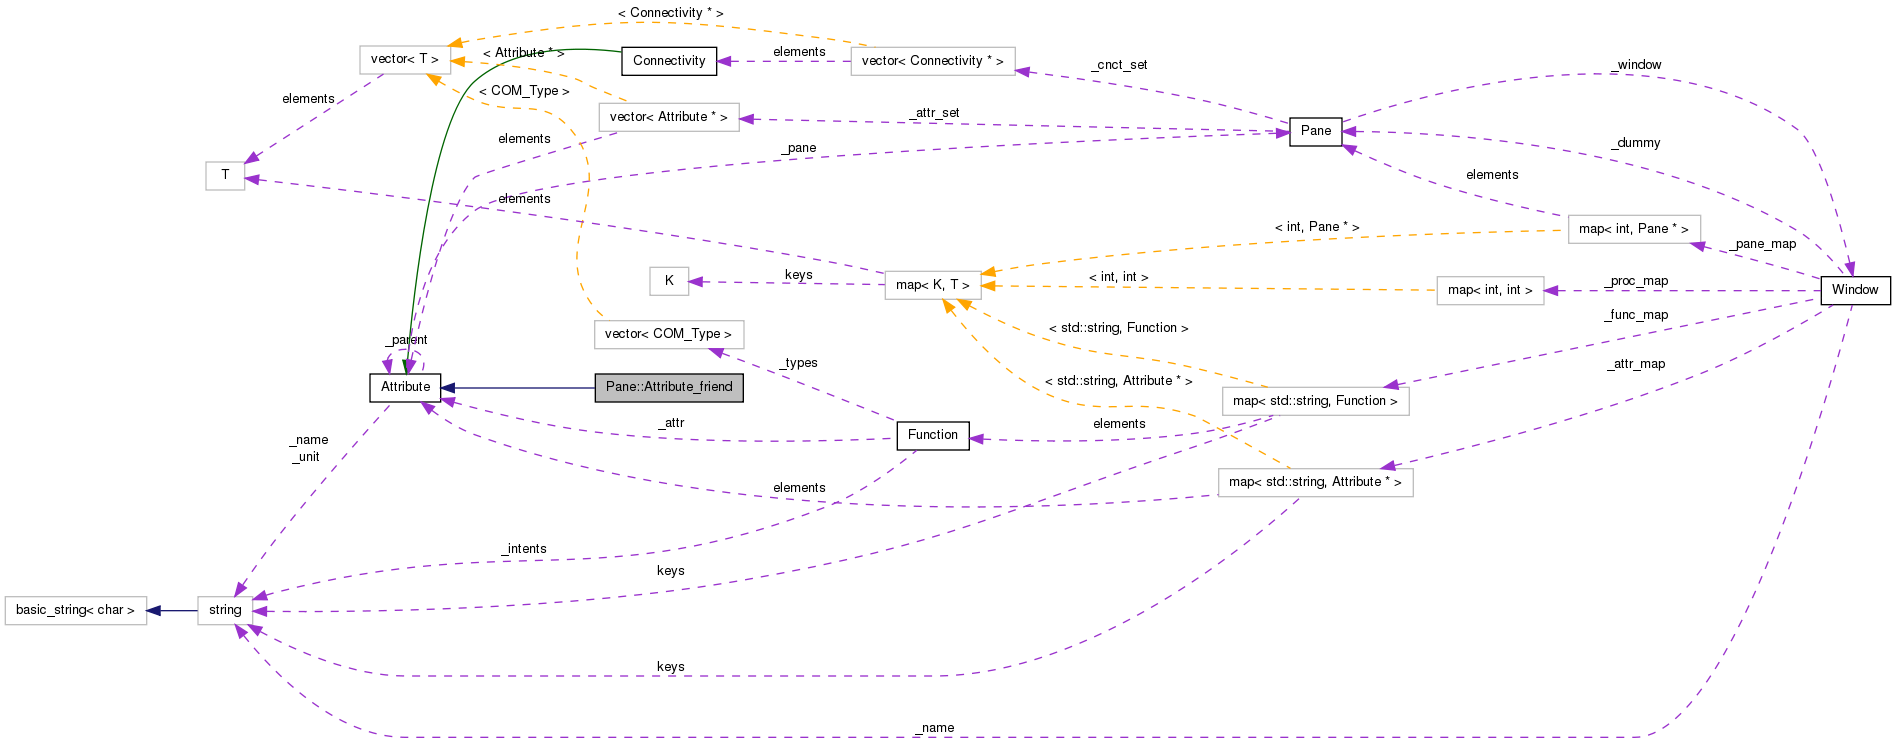 < Connectivity * >
vector< T >
< Attribute * >
Connectivity
elements
vector< Connectivity * >
_cnct_set
_window
elements
< COM_Type >
vector< Attribute * >
_attr_set
Pane
elements
_pane
_dummy
T
elements
elements
map< int, Pane * >
< int, Pane * >
_pane_map
K
keys
map< K, T >
< int, int >
map< int, int >
_proc_map
Window
vector< COM_Type >
< std::string, Function >
_func_map
_parent
_types
_attr_map
Attribute
Pane::Attribute_friend
< std::string, Attribute * >
map< std::string, Function >
_attr
Function
elements
_name
_unit
elements
map< std::string, Attribute * >
_intents
keys
basic_string< char >
string
keys
_name